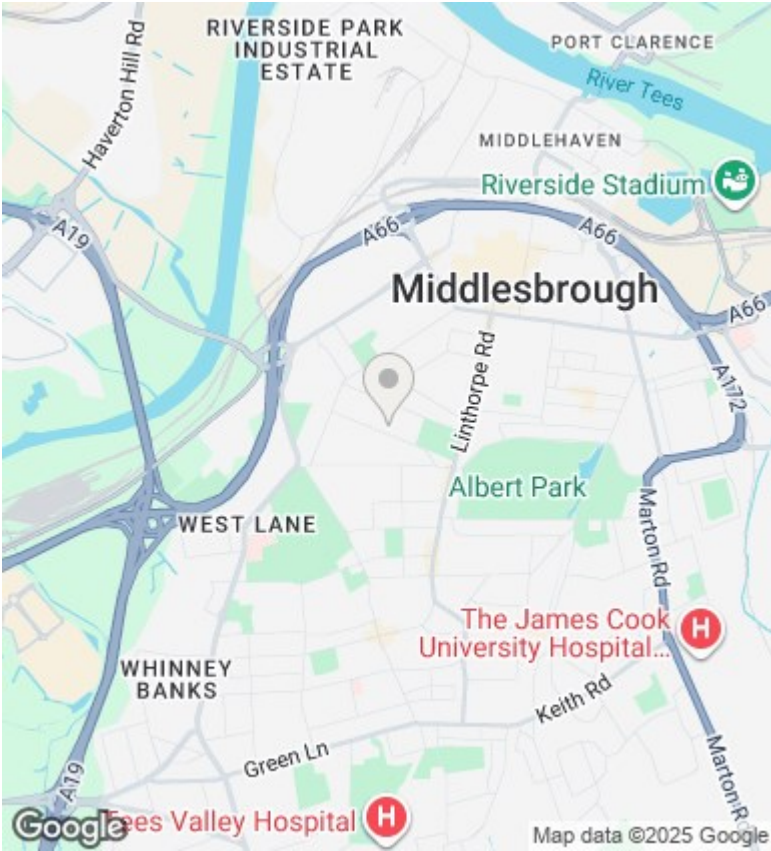 RIVERSIDE PARK
INDUSTRIAL
ESTATE
PORT CLARENCE
Haverton Hill Rd
River Tees
MIDDLEHAVEN
Riverside Stadium
A19
A66
A66
Middlesbrough
A66
Linthorpe Rd
A172
Albert Park
WEST LANE
Marton Rd
The James Cook
University Hospital...
WHINNEY
BANKS
Keith Rd
Green Ln
Marton R
A19
Google
ees Valley Hospital
H
H
Map data ©2025 Google